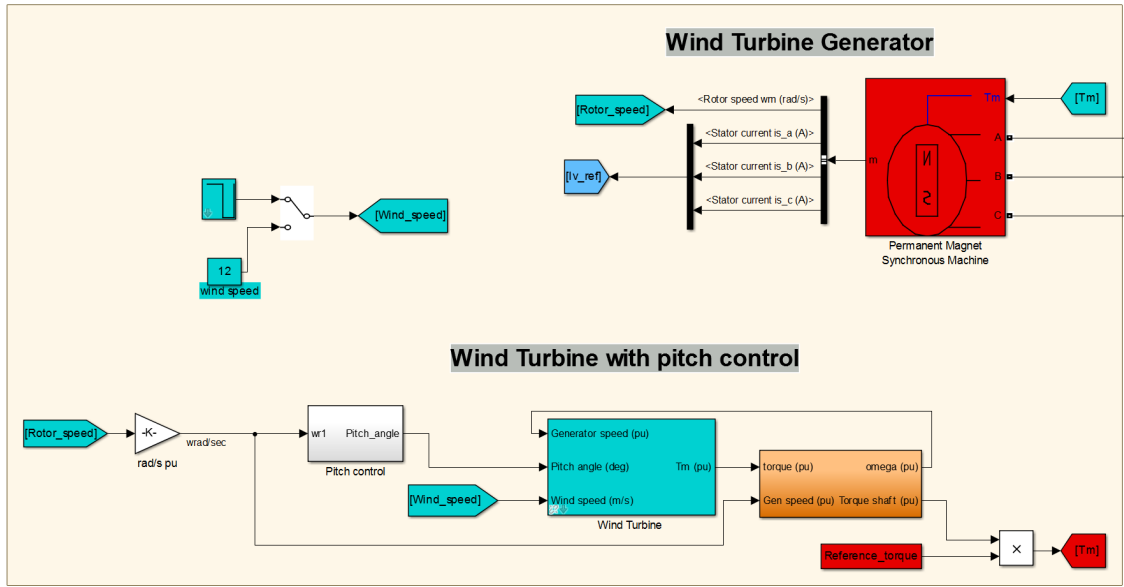 Wind Turbine Generator
[Rotor_speed]
<Rotor speed wm (rad/s)>
<Stator current is_a (A)>
<Stator current is_b (A)>
<Stator current is_c (A)>
[Iv_ref]
m
Tm
A
B
C
N
S
[Tm]
Permanent Magnet
Synchronous Machine
[Wind_speed]
12
wind speed
Wind Turbine with pitch control
[Rotor_speed]
-K-
rad/s pu
wrad/sec
wr1
Pitch_angle
Pitch control
[Wind_speed]
Generator speed (pu)
Pitch angle (deg)
Tm (pu)
Wind speed (m/s)
Wind Turbine
torque (pu)
omega (pu)
Gen speed (pu)
Torque shaft (pu)
Reference_torque
×
[Tm]